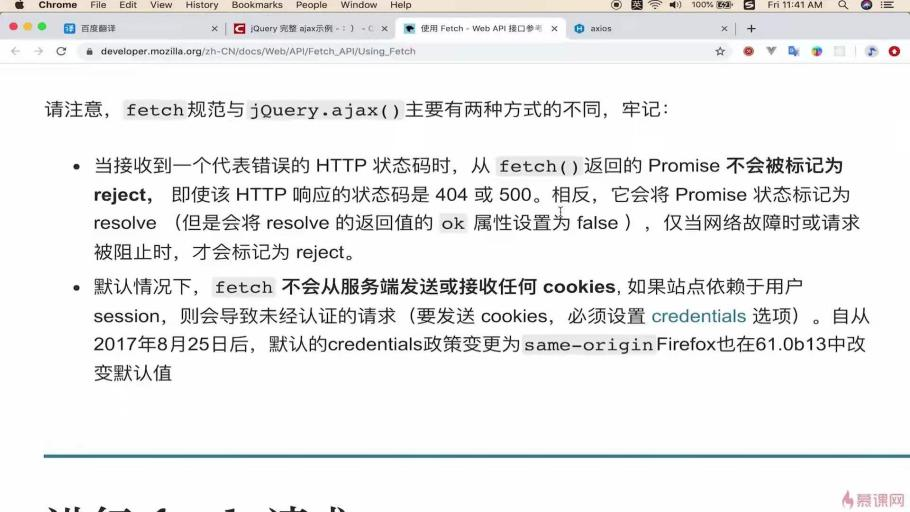 Chrome File Edit View History Bookmarks People Window Help 英 100% Fri 11:41 AM
百度翻译 jQuery 完整 ajax示例 - : ) - C 使用 Fetch - Web API 接口参考 axios
developer.mozilla.org/zh-CN/docs/Web/API/Fetch_API/Using_Fetch
请注意，fetch规范与jQuery.ajax()主要有两种方式的不同，牢记：
• 当接收到一个代表错误的 HTTP 状态码时，从 fetch()返回的 Promise 不会被标记为
reject， 即使该 HTTP 响应的状态码是 404 或 500。相反，它会将 Promise 状态标记为
resolve （但是会将 resolve 的返回值的 ok 属性设置为 false ），仅当网络故障时或请求
被阻止时，才会标记为 reject。
• 默认情况下，fetch 不会从服务端发送或接收任何 cookies, 如果站点依赖于用户
session，则会导致未经认证的请求（要发送 cookies，必须设置 credentials 选项）。自从
2017年8月25日后，默认的credentials政策变更为same-originFirefox也在61.0b13中改
变默认值
慕课网